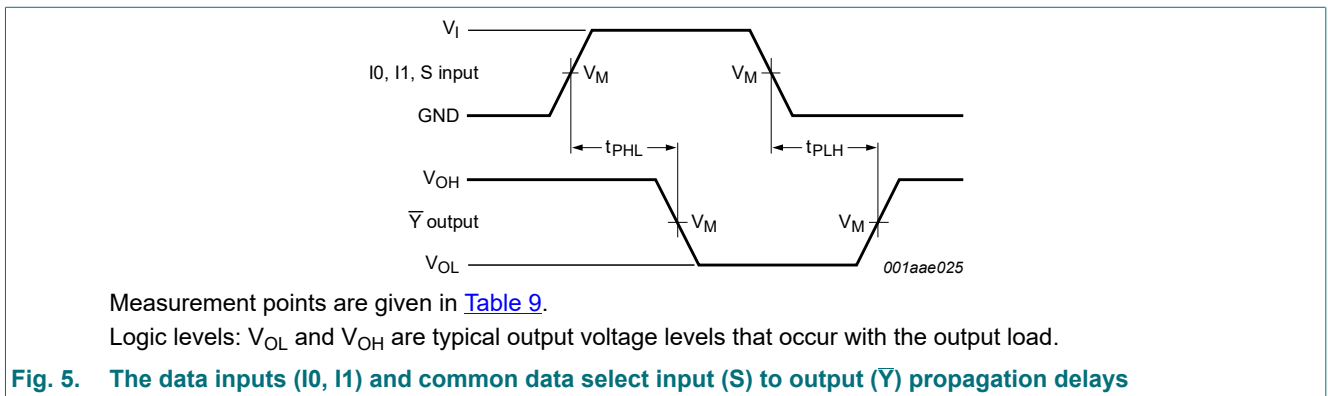 VI
I0, I1, S input
VM
VM
GND
tPHL
tPLH
VOH
Y̅ output
VM
VM
VOL
001aae025
Measurement points are given in Table 9.
Logic levels: VOL and VOH are typical output voltage levels that occur with the output load.
Fig. 5. The data inputs (I0, I1) and common data select input (S) to output (Y̅) propagation delays